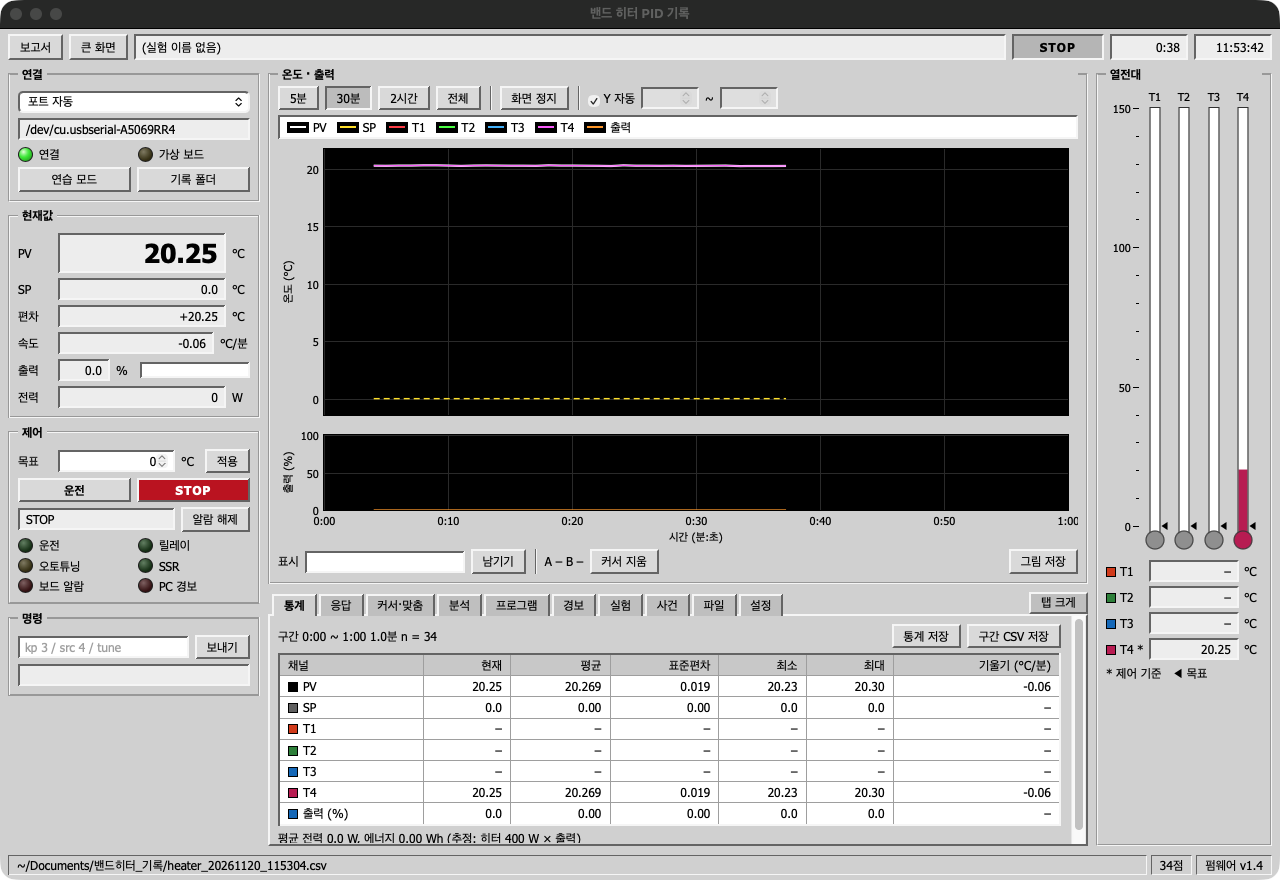 밴드 히터 PID 기록
보고서 큰 화면 (실험 이름 없음) STOP 0:38 11:53:42
연결
포트 자동
/dev/cu.usbserial-A5069RR4
연결 가상 보드
연습 모드 기록 폴더
현재값
PV 20.25 °C
SP 0.0 °C
편차 +20.25 °C
속도 -0.06 °C/분
출력 0.0 %
전력 0 W
제어
목표 0 °C 적용
운전 STOP
STOP 알람 해제
운전 릴레이
오토튜닝 SSR
보드 알람 PC 경보
명령
kp 3 / src 4 / tune 보내기
온도 · 출력
5분 30분 2시간 전체 화면 정지 Y 자동 ~
PV SP T1 T2 T3 T4 출력
온도 (°C)
20
15
10
5
0
출력 (%)
100
50
0
0:00 0:10 0:20 0:30 0:40 0:50 1:00
시간 (분:초)
표시 남기기 A – B – 커서 지움 그림 저장
통계 응답 커서·맞춤 분석 프로그램 경보 실험 사건 파일 설정 탭 크게
구간 0:00 ~ 1:00 1.0분 n = 34 통계 저장 구간 CSV 저장
채널 현재 평균 표준편차 최소 최대 기울기 (°C/분)
PV 20.25 20.269 0.019 20.23 20.30 -0.06
SP 0.0 0.00 0.00 0.0 0.0 –
T1 – – – – – –
T2 – – – – – –
T3 – – – – – –
T4 20.25 20.269 0.019 20.23 20.30 -0.06
출력 (%) 0.0 0.00 0.00 0.0 0.0 –
평균 전력 0.0 W. 에너지 0.00 Wh (추정: 히터 400 W × 출력)
열전대
T1 T2 T3 T4
150
100
50
0
T1 – °C
T2 – °C
T3 – °C
T4 * 20.25 °C
* 제어 기준 ◀ 목표
~/Documents/밴드히터_기록/heater_20261120_115304.csv 34점 펌웨어 v1.4